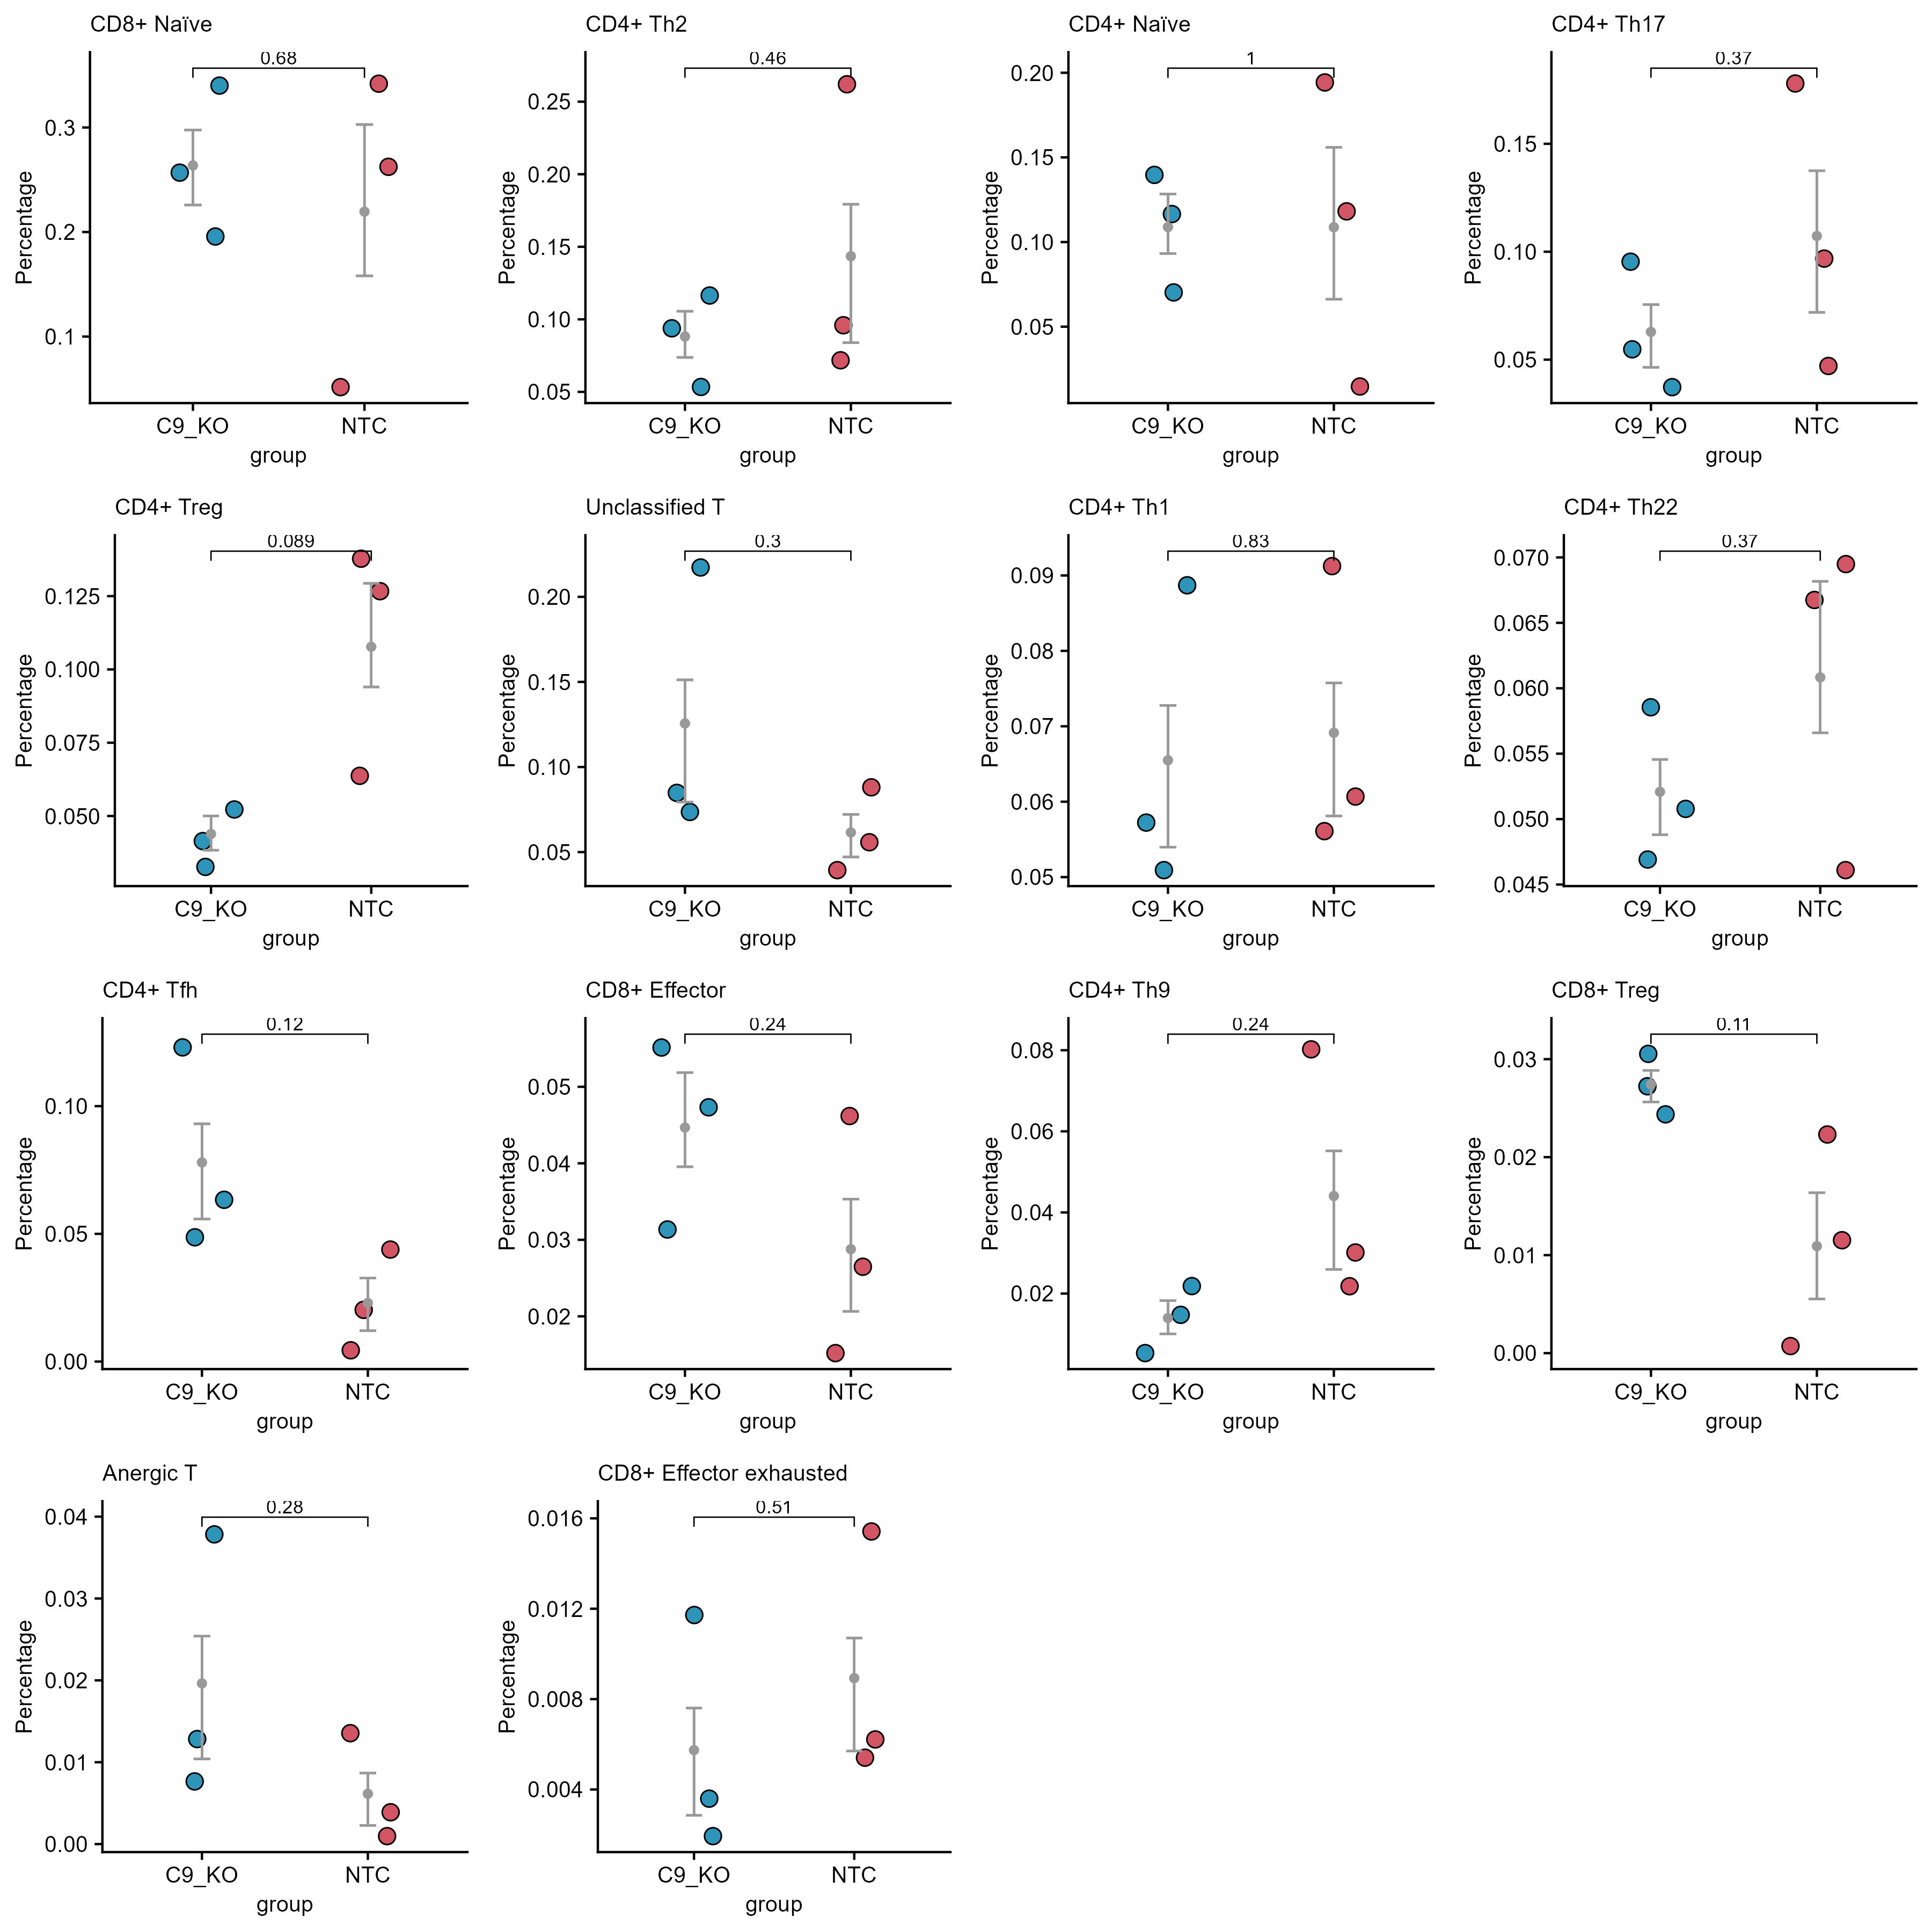 CD8+ Naïve
0.68
Percentage
0.3
0.2
0.1
C9_KO NTC
group
CD4+ Th2
0.46
Percentage
0.25
0.20
0.15
0.10
0.05
C9_KO NTC
group
CD4+ Naïve
1
Percentage
0.20
0.15
0.10
0.05
C9_KO NTC
group
CD4+ Th17
0.37
Percentage
0.15
0.10
0.05
C9_KO NTC
group
CD4+ Treg
0.089
Percentage
0.125
0.100
0.075
0.050
C9_KO NTC
group
Unclassified T
0.3
Percentage
0.20
0.15
0.10
0.05
C9_KO NTC
group
CD4+ Th1
0.83
Percentage
0.09
0.08
0.07
0.06
0.05
C9_KO NTC
group
CD4+ Th22
0.37
Percentage
0.070
0.065
0.060
0.055
0.050
0.045
C9_KO NTC
group
CD4+ Tfh
0.12
Percentage
0.10
0.05
0.00
C9_KO NTC
group
CD8+ Effector
0.24
Percentage
0.05
0.04
0.03
0.02
C9_KO NTC
group
CD4+ Th9
0.24
Percentage
0.08
0.06
0.04
0.02
C9_KO NTC
group
CD8+ Treg
0.11
Percentage
0.03
0.02
0.01
0.00
C9_KO NTC
group
Anergic T
0.28
Percentage
0.04
0.03
0.02
0.01
0.00
C9_KO NTC
group
CD8+ Effector exhausted
0.51
Percentage
0.016
0.012
0.008
0.004
C9_KO NTC
group